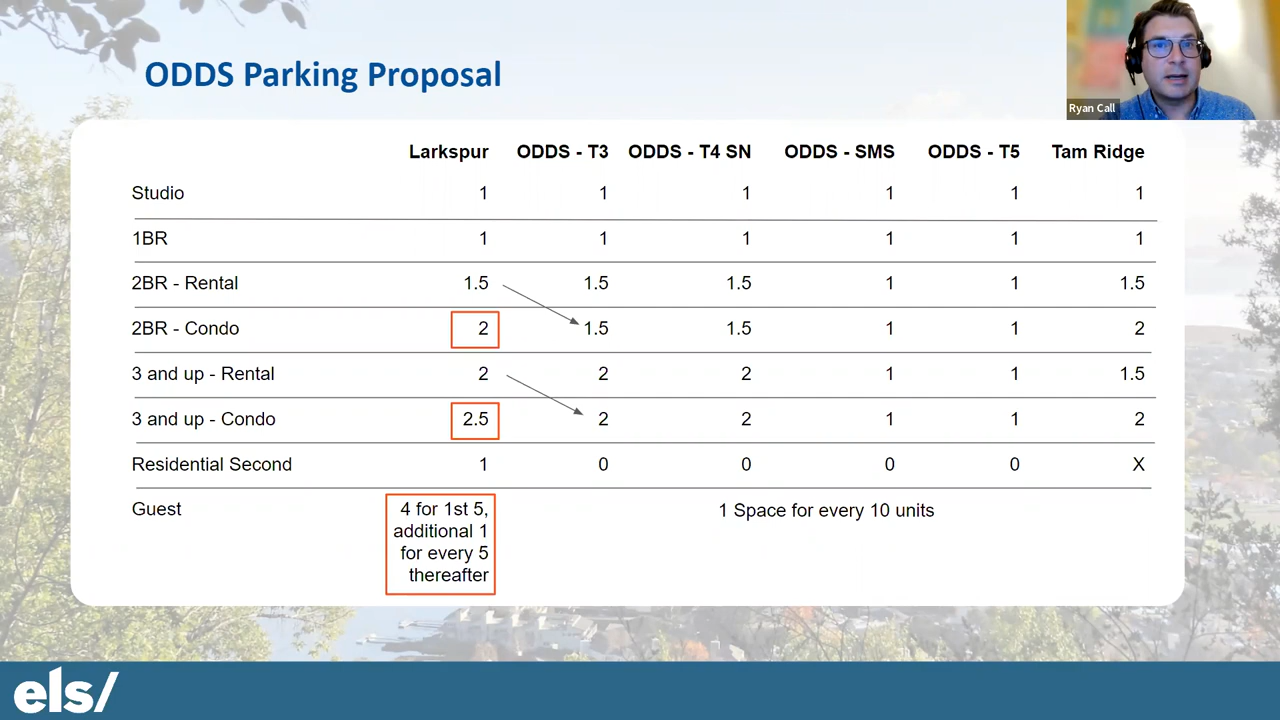 ODDS Parking Proposal
Ryan Call
Larkspur ODDS - T3 ODDS - T4 SN ODDS - SMS ODDS - T5 Tam Ridge
Studio 1 1 1 1 1 1
1BR 1 1 1 1 1 1
2BR - Rental 1.5 1.5 1.5 1 1 1.5
2BR - Condo 2 1.5 1.5 1 1 2
3 and up - Rental 2 2 2 1 1 1.5
3 and up - Condo 2.5 2 2 1 1 2
Residential Second 1 0 0 0 0 X
Guest 4 for 1st 5, 1 Space for every 10 units
additional 1
for every 5
thereafter
els/